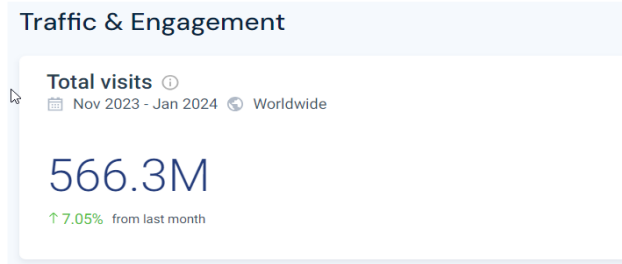 Traffic & Engagement
Total visits
Nov 2023 - Jan 2024 Worldwide
566.3M
↑ 7.05% from last month